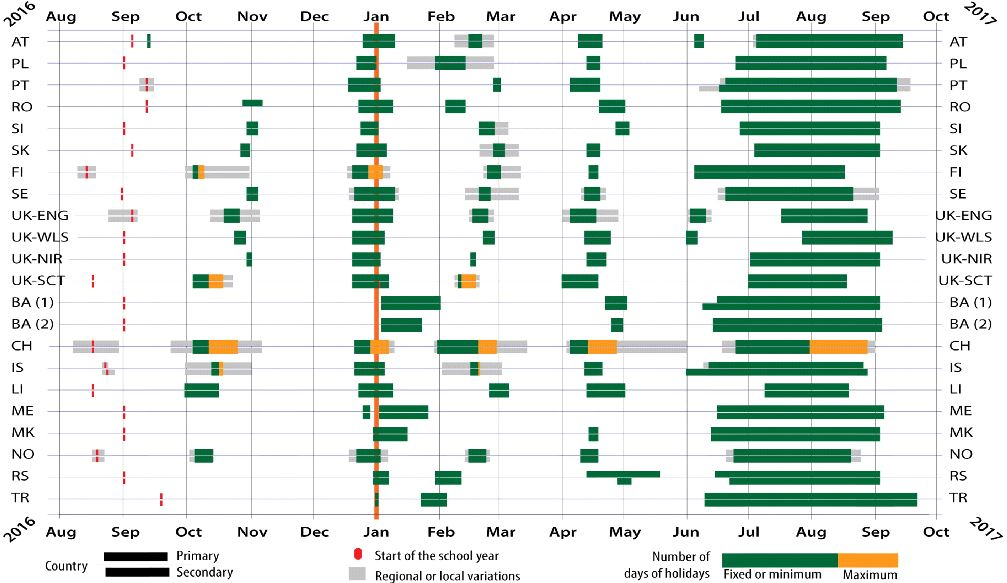 2016 2017
Aug Sep Oct Nov Dec Jan Feb Mar Apr May Jun Jul Aug Sep Oct
AT AT
PL PL
PT PT
RO RO
SI SI
SK SK
FI FI
SE SE
UK-ENG UK-ENG
UK-WLS UK-WLS
UK-NIR UK-NIR
UK-SCT UK-SCT
BA (1) BA (1)
BA (2) BA (2)
CH CH
IS IS
LI LI
ME ME
MK MK
NO NO
RS RS
TR TR
Aug Sep Oct Nov Dec Jan Feb Mar Apr May Jun Jul Aug Sep Oct
2016 2017
Country Primary
Secondary
Start of the school year
Regional or local variations
Number of
days of holidays Fixed or minimum Maximum